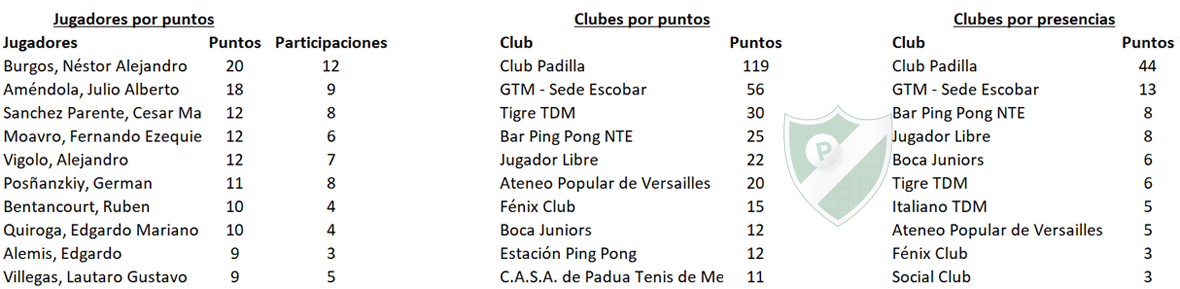 Jugadores por puntos
Jugadores Puntos Participaciones
Burgos, Néstor Alejandro 20 12
Améndola, Julio Alberto 18 9
Sanchez Parente, Cesar Ma 12 8
Moavro, Fernando Ezequie 12 6
Vigolo, Alejandro 12 7
Posñanzkiy, German 11 8
Bentancourt, Ruben 10 4
Quiroga, Edgardo Mariano 10 4
Alemis, Edgardo 9 3
Villegas, Lautaro Gustavo 9 5
Clubes por puntos
Club Puntos
Club Padilla 119
GTM - Sede Escobar 56
Tigre TDM 30
Bar Ping Pong NTE 25
Jugador Libre 22
Ateneo Popular de Versailles 20
Fénix Club 15
Boca Juniors 12
Estación Ping Pong 12
C.A.S.A. de Padua Tenis de Me 11
P
Clubes por presencias
Club Puntos
Club Padilla 44
GTM - Sede Escobar 13
Bar Ping Pong NTE 8
Jugador Libre 8
Boca Juniors 6
Tigre TDM 6
Italiano TDM 5
Ateneo Popular de Versailles 5
Fénix Club 3
Social Club 3